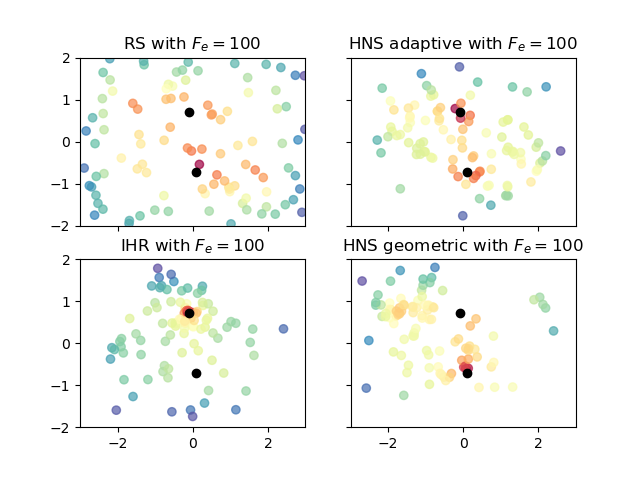 RS with $F_e = 100$
HNS adaptive with $F_e = 100$
2
1
0
−1
−2
IHR with $F_e = 100$
HNS geometric with $F_e = 100$
2
1
0
−1
−2
−2 0 2
−2 0 2